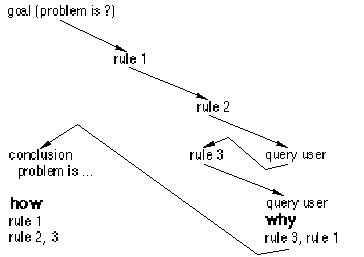 goal (problem is ?)
rule 1
rule 2
conclusion
problem is ...
rule 3
query user
how
rule 1
rule 2, 3
query user
why
rule 3, rule 1